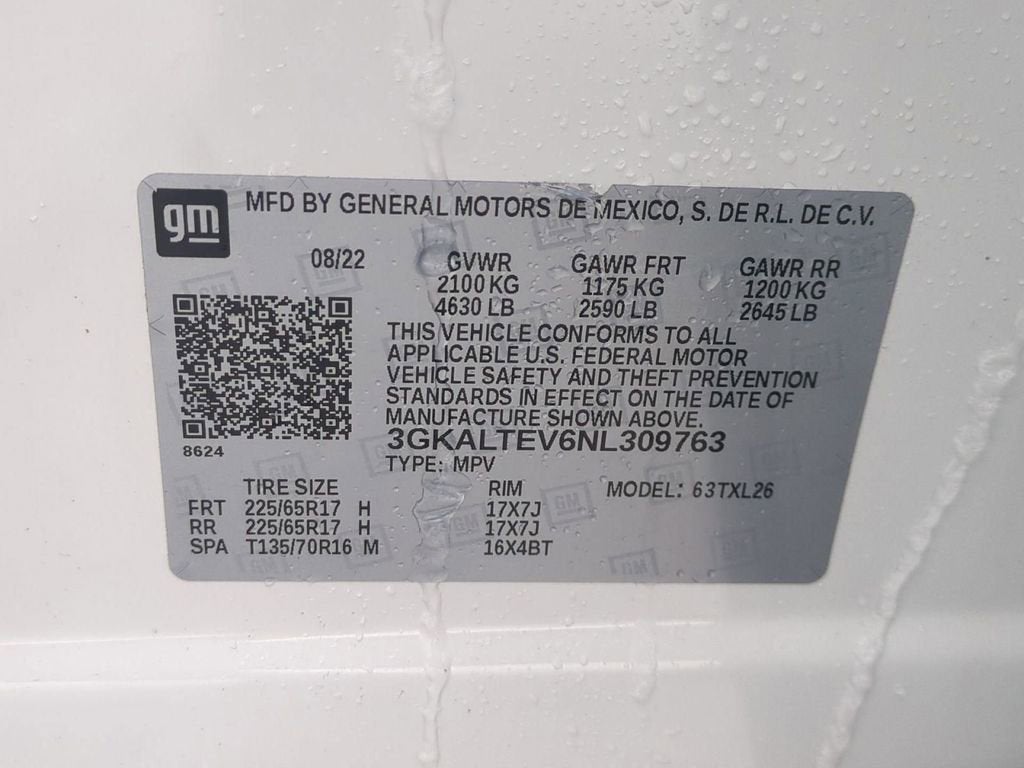 gm MFD BY GENERAL MOTORS DE MEXICO, S. DE R.L. DE C.V.
08/22 GVWR GAWR FRT GAWR RR
2100 KG 1175 KG 1200 KG
4630 LB 2590 LB 2645 LB
THIS VEHICLE CONFORMS TO ALL
APPLICABLE U.S. FEDERAL MOTOR
VEHICLE SAFETY AND THEFT PREVENTION
STANDARDS IN EFFECT ON THE DATE OF
MANUFACTURE SHOWN ABOVE.
3GKALTEV6NL309763
8624
TYPE: MPV
TIRE SIZE RIM MODEL: 63TXL26
FRT 225/65R17 H 17X7J
RR 225/65R17 H 17X7J
SPA T135/70R16 M 16X4BT